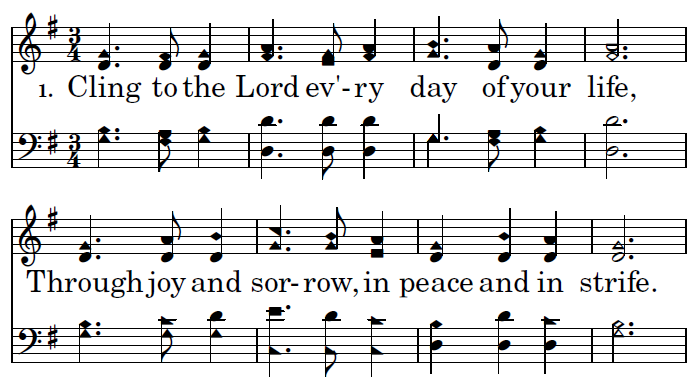 1. Cling to the Lord ev'-ry day of your life,
Through joy and sor-row, in peace and in strife.